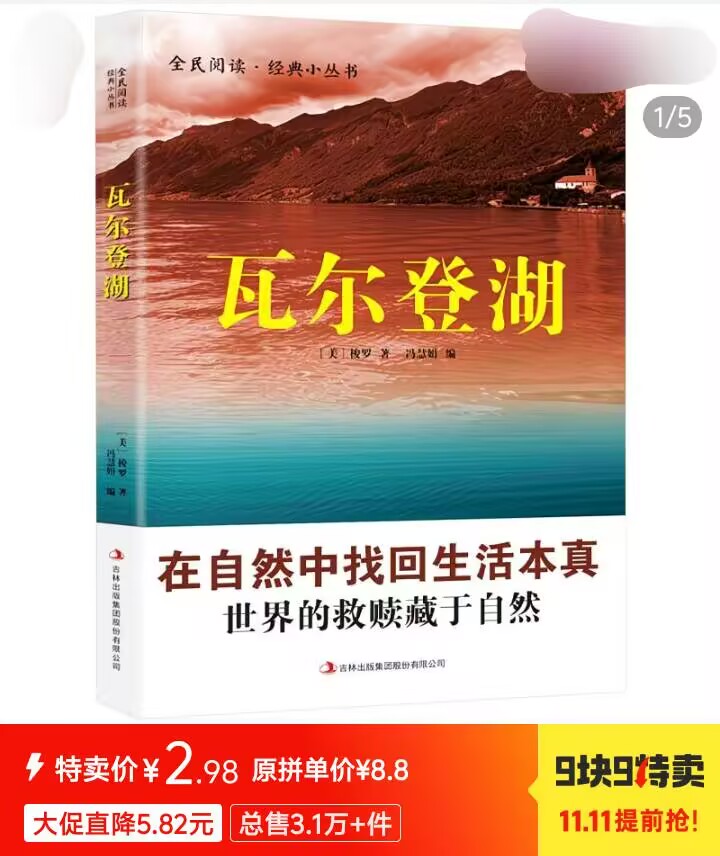 全民阅读·经典小丛书
1/5
全民阅读
经典小丛书
瓦尔登湖
[美]梭罗 著
冯慧娟 编
吉林出版集团股份有限公司
瓦尔登湖
[美]梭罗 著 冯慧娟 编
在自然中找回生活本真
世界的救赎藏于自然
吉林出版集团股份有限公司
特卖价¥2.98 原拼单价¥8.8
大促直降5.82元 总售3.1万+件
9块9特卖
11.11提前抢!